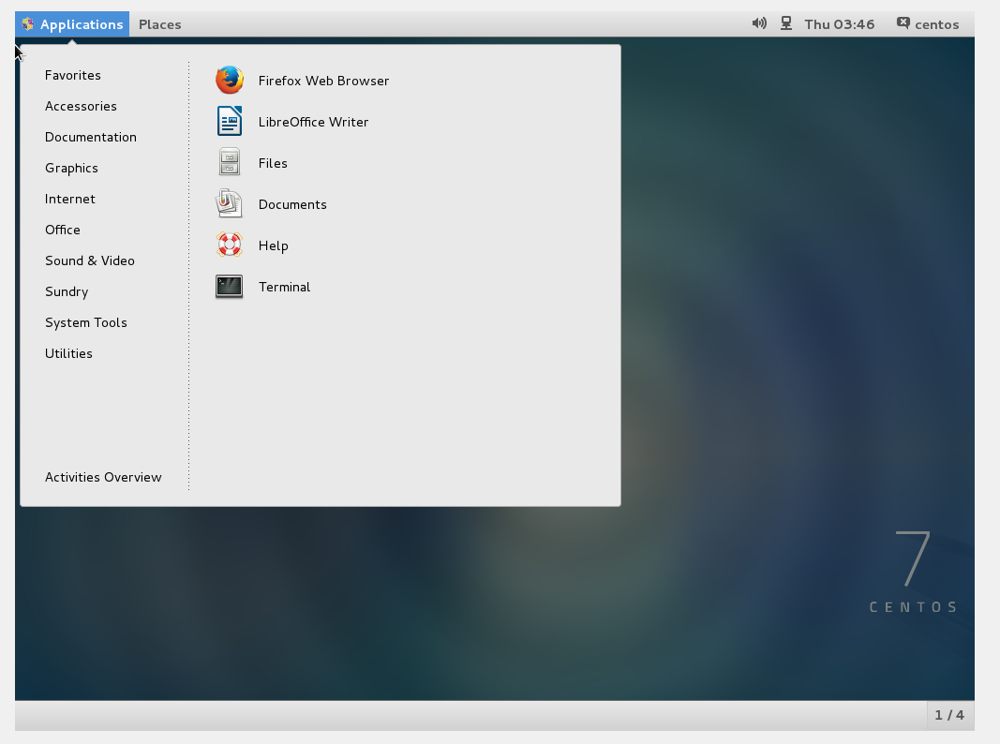 Applications Places Thu 03:46 centos
Favorites
Accessories
Documentation
Graphics
Internet
Office
Sound & Video
Sundry
System Tools
Utilities
Activities Overview
Firefox Web Browser
LibreOffice Writer
Files
Documents
Help
Terminal
7
CENTOS
1 / 4